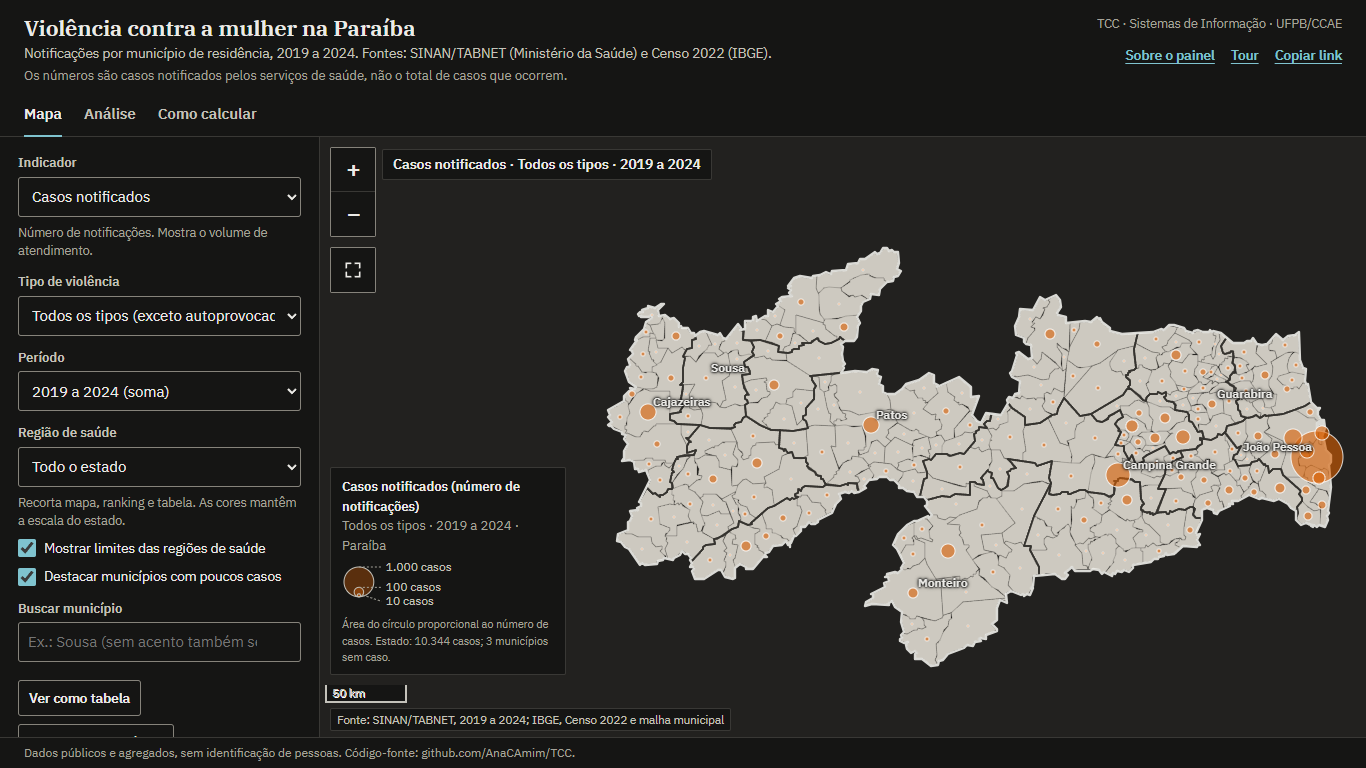 Violência contra a mulher na Paraíba
Notificações por município de residência, 2019 a 2024. Fontes: SINAN/TABNET (Ministério da Saúde) e Censo 2022 (IBGE).
Os números são casos notificados pelos serviços de saúde, não o total de casos que ocorrem.
TCC · Sistemas de Informação · UFPB/CCAE
Sobre o painel Tour Copiar link
Mapa Análise Como calcular
Indicador
Casos notificados
Número de notificações. Mostra o volume de
atendimento.
Tipo de violência
Todos os tipos (exceto autoprovocac
Período
2019 a 2024 (soma)
Região de saúde
Todo o estado
Recorta mapa, ranking e tabela. As cores mantêm
a escala do estado.
Mostrar limites das regiões de saúde
Destacar municípios com poucos casos
Buscar município
Ex.: Sousa (sem acento também se
Ver como tabela
+
−
Casos notificados · Todos os tipos · 2019 a 2024
Sousa
Cajazeiras
Patos
Guarabira
João Pessoa
Campina Grande
Monteiro
Casos notificados (número de
notificações)
Todos os tipos · 2019 a 2024 ·
Paraíba
1.000 casos
100 casos
10 casos
Área do círculo proporcional ao número de
casos. Estado: 10.344 casos; 3 municípios
sem caso.
50 km
Fonte: SINAN/TABNET, 2019 a 2024; IBGE, Censo 2022 e malha municipal
Dados públicos e agregados, sem identificação de pessoas. Código-fonte: github.com/AnaCAmim/TCC.